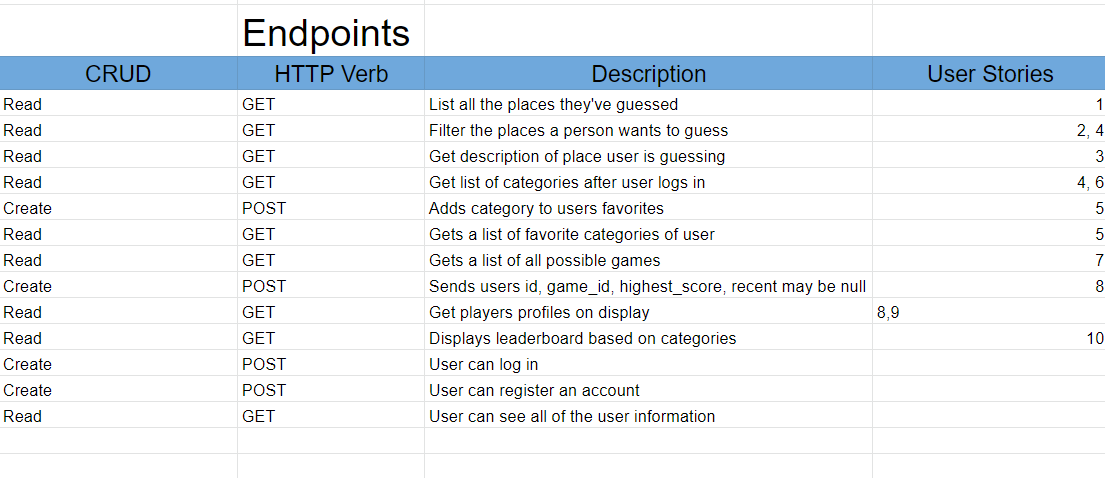 Endpoints
CRUD HTTP Verb Description User Stories
Read GET List all the places they've guessed 1
Read GET Filter the places a person wants to guess 2, 4
Read GET Get description of place user is guessing 3
Read GET Get list of categories after user logs in 4, 6
Create POST Adds category to users favorites 5
Read GET Gets a list of favorite categories of user 5
Read GET Gets a list of all possible games 7
Create POST Sends users id, game_id, highest_score, recent may be null 8
Read GET Get players profiles on display 8,9
Read GET Displays leaderboard based on categories 10
Create POST User can log in
Create POST User can register an account
Read GET User can see all of the user information